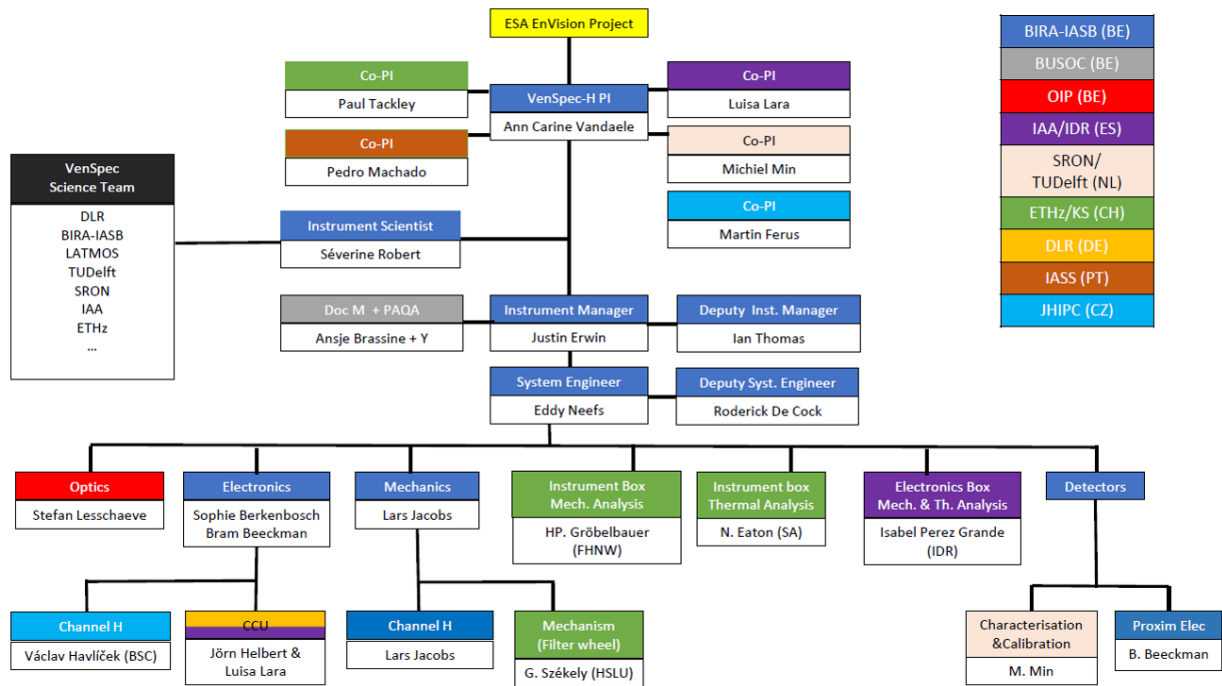 ESA EnVision Project
Co-PI
Paul Tackley
VenSpec-H PI
Ann Carine Vandaele
Co-PI
Luisa Lara
Co-PI
Pedro Machado
Co-PI
Michiel Min
Co-PI
Martin Ferus
VenSpec
Science Team
DLR
BIRA-IASB
LATMOS
TUDelft
SRON
IAA
ETHz
...
Instrument Scientist
Séverine Robert
Doc M + PAQA
Ansje Brassine + Y
Instrument Manager
Justin Erwin
Deputy Inst. Manager
Ian Thomas
System Engineer
Eddy Neefs
Deputy Syst. Engineer
Roderick De Cock
BIRA-IASB (BE)
BUSOC (BE)
OIP (BE)
IAA/IDR (ES)
SRON/
TUDelft (NL)
ETHz/KS (CH)
DLR (DE)
IASS (PT)
JHIPC (CZ)
Optics
Stefan Lesschaeve
Electronics
Sophie Berkenbosch
Bram Beeckman
Mechanics
Lars Jacobs
Instrument Box
Mech. Analysis
HP. Gröbelbauer
(FHNW)
Instrument box
Thermal Analysis
N. Eaton (SA)
Electronics Box
Mech. & Th. Analysis
Isabel Perez Grande
(IDR)
Detectors
Channel H
Václav Havlíček (BSC)
CCU
Jörn Helbert &
Luisa Lara
Channel H
Lars Jacobs
Mechanism
(Filter wheel)
G. Székely (HSLU)
Characterisation
&Calibration
M. Min
Proxim Elec
B. Beeckman